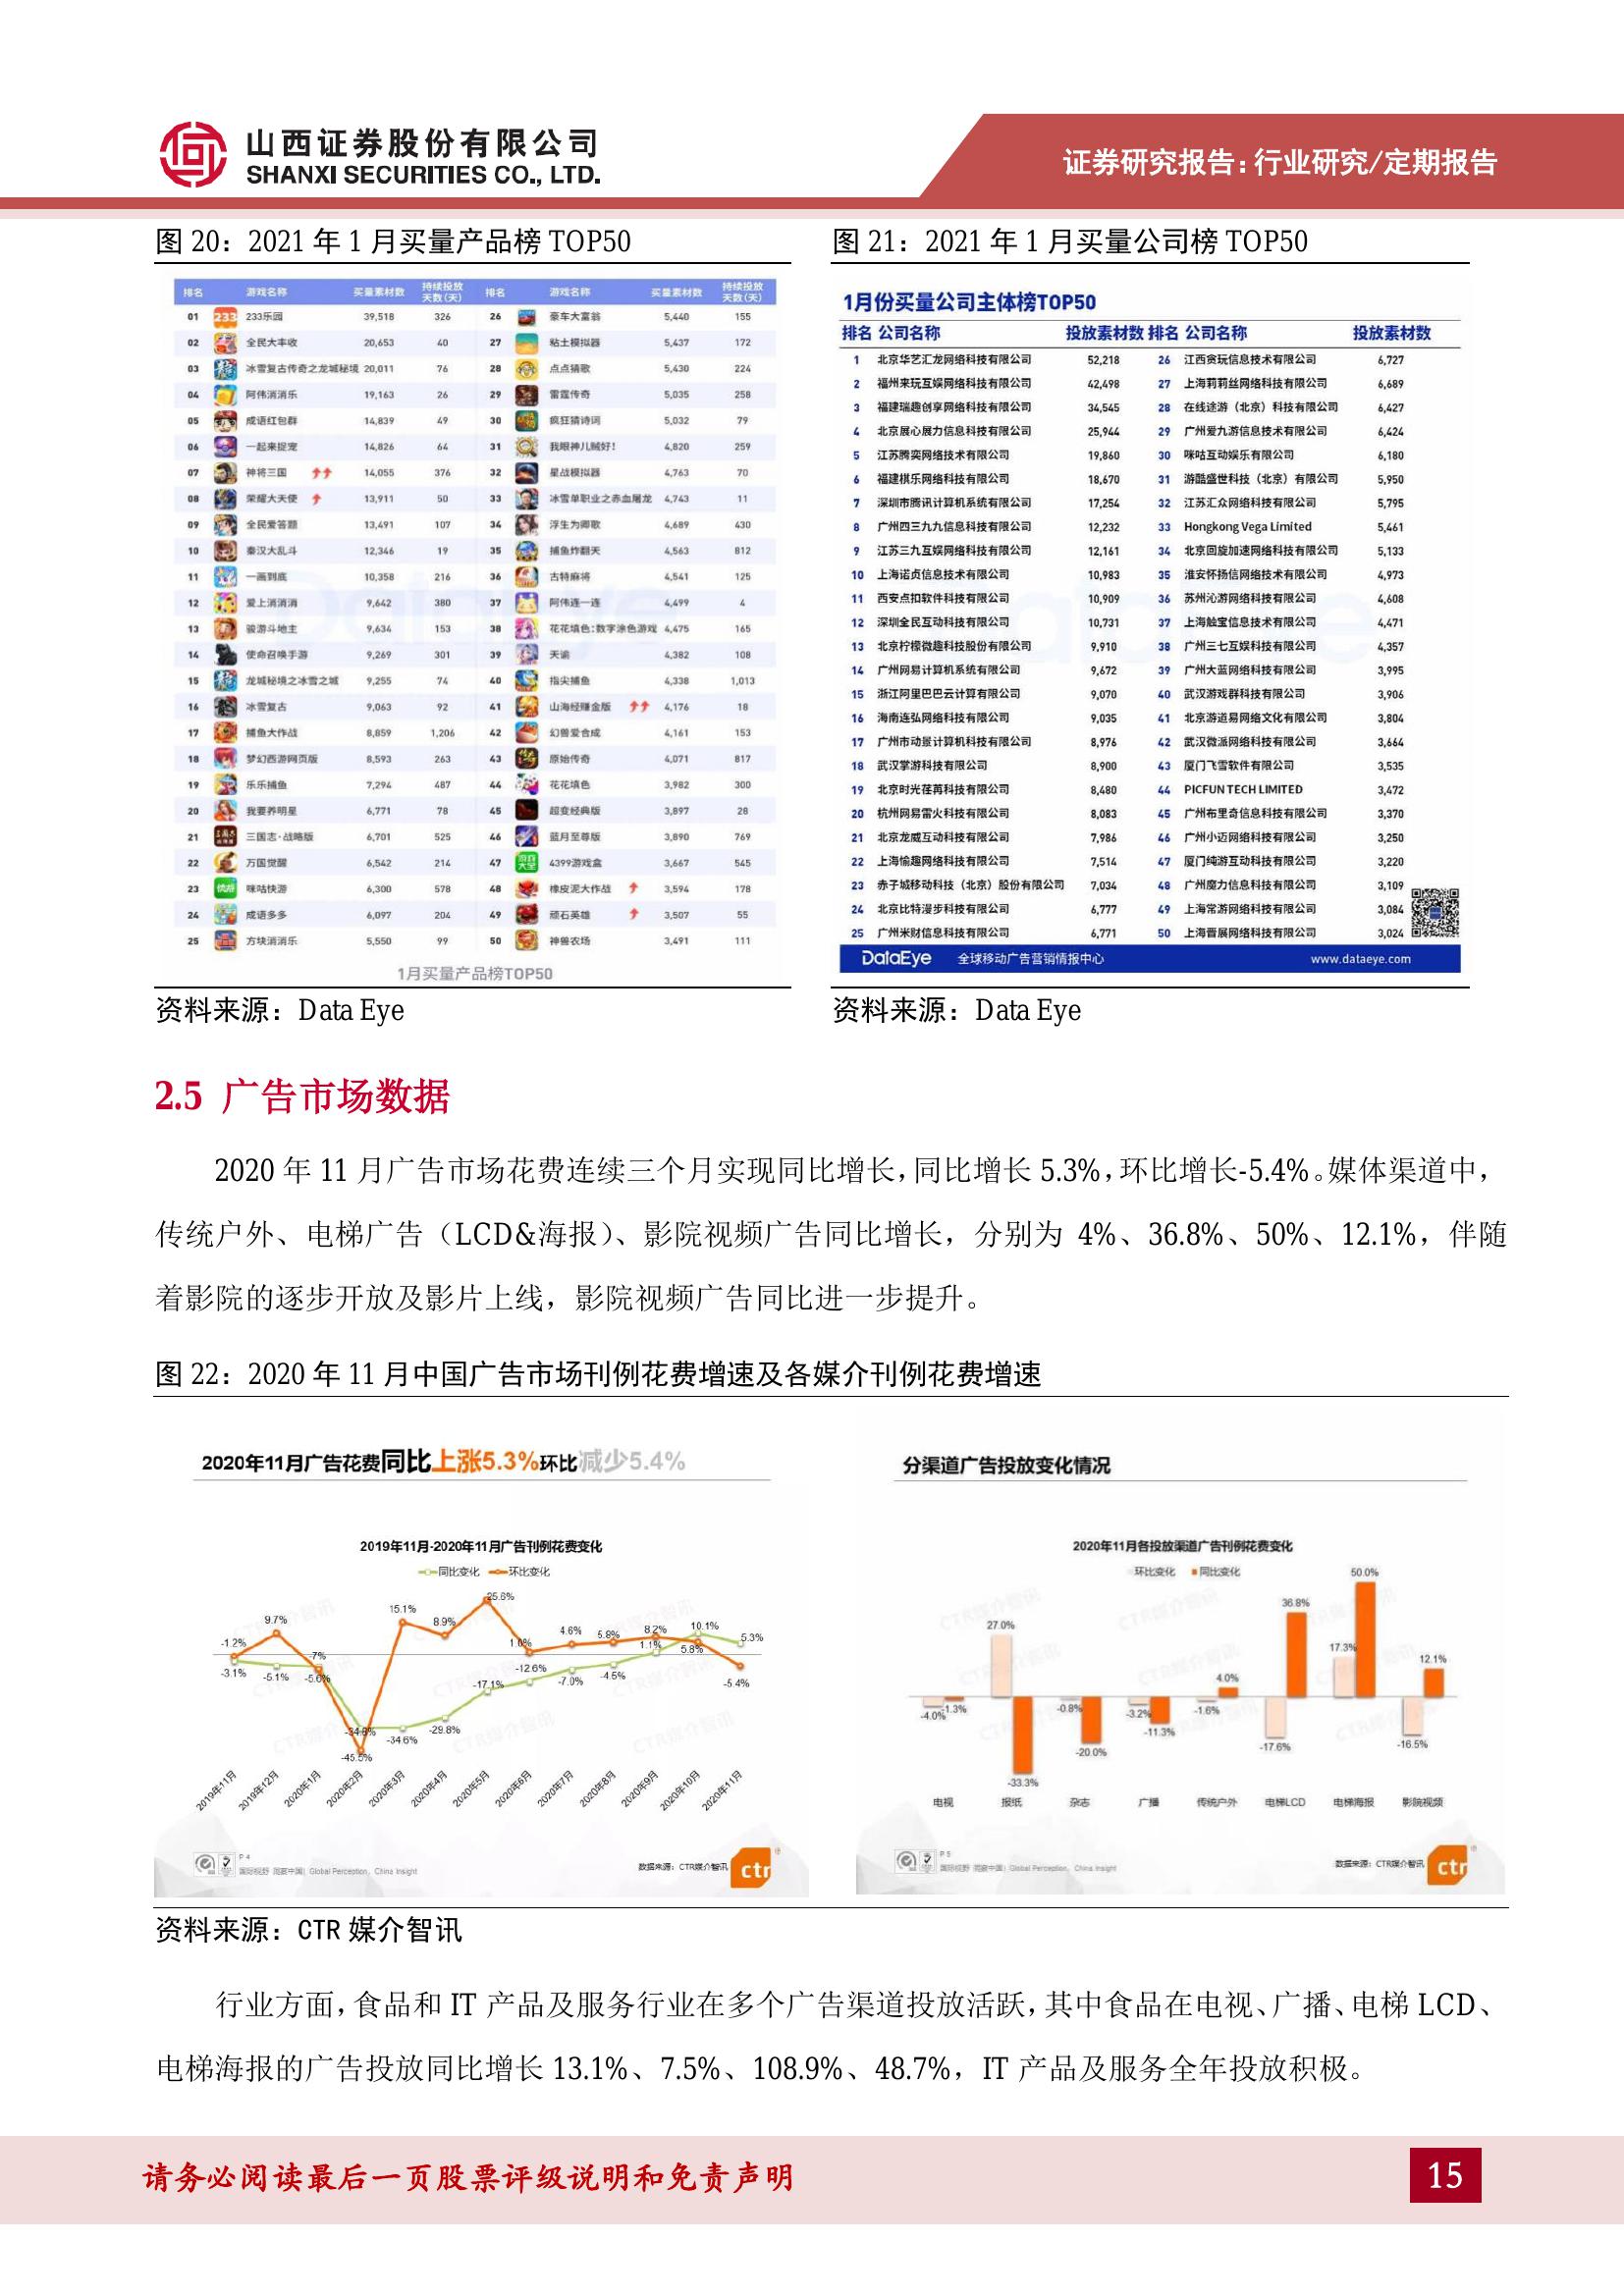 山西证券股份有限公司
SHANXI SECURITIES CO., LTD.
证券研究报告:行业研究/定期报告
图 20：2021 年 1 月买量产品榜 TOP50
排名 游戏名称 买量素材数 持续投放天数(天) 排名 游戏名称 买量素材数 持续投放天数(天)
01 233乐园 39,518 326 26 豪车大富翁 5,440 155
02 全民大丰收 20,653 40 27 粘土模拟器 5,437 172
03 冰雪复古传奇之龙城秘境 20,011 76 28 点点猜歌 5,430 224
04 阿伟消消乐 19,163 26 29 雷霆传奇 5,035 258
05 成语红包群 14,839 49 30 疯狂猜诗词 5,032 79
06 一起来捉宠 14,826 64 31 我眼神儿贼好! 4,820 259
07 神将三国 14,055 376 32 星战模拟器 4,763 70
08 荣耀大天使 13,911 50 33 冰雪单职业之赤血屠龙 4,743 11
09 全民爱答题 13,491 107 34 浮生为卿歌 4,689 430
10 秦汉大乱斗 12,346 19 35 捕鱼炸翻天 4,563 812
11 一画到底 10,358 216 36 古特麻将 4,541 125
12 爱上消消消 9,642 380 37 阿伟连一连 4,499 4
13 骏游斗地主 9,634 153 38 花花填色:数字涂色游戏 4,475 165
14 使命召唤手游 9,269 301 39 天谕 4,382 108
15 龙城秘境之冰雪之城 9,255 74 40 指尖捕鱼 4,338 1,013
16 冰雪复古 9,063 92 41 山海经赚金版 4,176 18
17 捕鱼大作战 8,859 1,206 42 幻兽爱合成 4,161 153
18 梦幻西游网页版 8,593 263 43 原始传奇 4,071 817
19 乐乐捕鱼 7,294 487 44 花花填色 3,982 300
20 我要养明星 6,771 78 45 超变经典版 3,897 28
21 三国志·战略版 6,701 525 46 蓝月至尊版 3,890 769
22 万国觉醒 6,542 214 47 4399游戏盒 3,667 545
23 咪咕快游 6,300 578 48 橡皮泥大作战 3,594 178
24 成语多多 6,097 204 49 顽石英雄 3,507 55
25 方块消消乐 5,550 99 50 神兽农场 3,491 111
1月买量产品榜TOP50
资料来源：Data Eye
图 21：2021 年 1 月买量公司榜 TOP50
1月份买量公司主体榜TOP50
排名 公司名称 投放素材数 排名 公司名称 投放素材数
1 北京华艺汇龙网络科技有限公司 52,218 26 江西贪玩信息技术有限公司 6,727
2 福州来玩互娱网络科技有限公司 42,498 27 上海莉莉丝网络科技有限公司 6,689
3 福建瑞趣创享网络科技有限公司 34,545 28 在线途游（北京）科技有限公司 6,427
4 北京展心展力信息科技有限公司 25,944 29 广州爱九游信息技术有限公司 6,424
5 江苏腾奕网络技术有限公司 19,860 30 咪咕互动娱乐有限公司 6,180
6 福建棋乐网络科技有限公司 18,670 31 游酷盛世科技（北京）有限公司 5,950
7 深圳市腾讯计算机系统有限公司 17,254 32 江苏汇众网络科技有限公司 5,795
8 广州四三九九信息科技有限公司 12,232 33 Hongkong Vega Limited 5,461
9 江苏三九互娱网络科技有限公司 12,161 34 北京回旋加速网络科技有限公司 5,133
10 上海诺贞信息技术有限公司 10,983 35 淮安怀扬信网络技术有限公司 4,973
11 西安点扣软件科技有限公司 10,909 36 苏州沁游网络科技有限公司 4,608
12 深圳全民互动科技有限公司 10,731 37 上海触宝信息技术有限公司 4,471
13 北京柠檬微趣科技股份有限公司 9,910 38 广州三七互娱科技有限公司 4,357
14 广州网易计算机系统有限公司 9,672 39 广州大蓝网络科技有限公司 3,995
15 浙江阿里巴巴云计算有限公司 9,070 40 武汉游戏群科技有限公司 3,906
16 海南连弘网络科技有限公司 9,035 41 北京游道易网络文化有限公司 3,804
17 广州市动景计算机科技有限公司 8,976 42 武汉微派网络科技有限公司 3,664
18 武汉掌游科技有限公司 8,900 43 厦门飞雪软件有限公司 3,535
19 北京时光荏苒科技有限公司 8,480 44 PICFUN TECH LIMITED 3,472
20 杭州网易雷火科技有限公司 8,083 45 广州布里奇信息科技有限公司 3,370
21 北京龙威互动科技有限公司 7,986 46 广州小迈网络科技有限公司 3,250
22 上海愉趣网络科技有限公司 7,514 47 厦门纯游互动科技有限公司 3,220
23 赤子城移动科技（北京）股份有限公司 7,034 48 广州魔力信息科技有限公司 3,109
24 北京比特漫步科技有限公司 6,777 49 上海常游网络科技有限公司 3,084
25 广州米财信息科技有限公司 6,771 50 上海晋展网络科技有限公司 3,024
DataEye 全球移动广告营销情报中心 www.dataeye.com
资料来源：Data Eye
2.5 广告市场数据
2020 年 11 月广告市场花费连续三个月实现同比增长，同比增长 5.3%，环比增长-5.4%。媒体渠道中，
传统户外、电梯广告（LCD&海报）、影院视频广告同比增长，分别为 4%、36.8%、50%、12.1%，伴随
着影院的逐步开放及影片上线，影院视频广告同比进一步提升。
图 22：2020 年 11 月中国广告市场刊例花费增速及各媒介刊例花费增速
2020年11月广告花费同比上涨5.3%环比减少5.4%
2019年11月-2020年11月广告刊例花费变化
同比变化 环比变化
-1.2% 9.7% -7% -45.5% 15.1% 8.9% 25.6% 1.0% 4.6% 5.8% 8.2% 5.8% -5.4%
-3.1% -5.1% -5.6% -34.6% -34.6% -29.8% -17.1% -12.6% -7.0% -4.5% 1.1% 10.1% 5.3%
2019年11月 2019年12月 2020年1月 2020年2月 2020年3月 2020年4月 2020年5月 2020年6月 2020年7月 2020年8月 2020年9月 2020年10月 2020年11月
P 4
国际视野 洞察中国| Global Perception, China Insight
数据来源：CTR媒介智讯
ctr
分渠道广告投放变化情况
2020年11月各投放渠道广告刊例花费变化
环比变化 同比变化
-4.0% 27.0% -0.8% -3.2% -1.6% -17.6% 17.3% -16.5%
-1.3% -33.3% -20.0% -11.3% 4.0% 36.8% 50.0% 12.1%
电视 报纸 杂志 广播 传统户外 电梯LCD 电梯海报 影院视频
P 5
国际视野 洞察中国| Global Perception, China Insight
数据来源：CTR媒介智讯
ctr
资料来源：CTR 媒介智讯
行业方面，食品和 IT 产品及服务行业在多个广告渠道投放活跃，其中食品在电视、广播、电梯 LCD、
电梯海报的广告投放同比增长 13.1%、7.5%、108.9%、48.7%，IT 产品及服务全年投放积极。
请务必阅读最后一页股票评级说明和免责声明
15